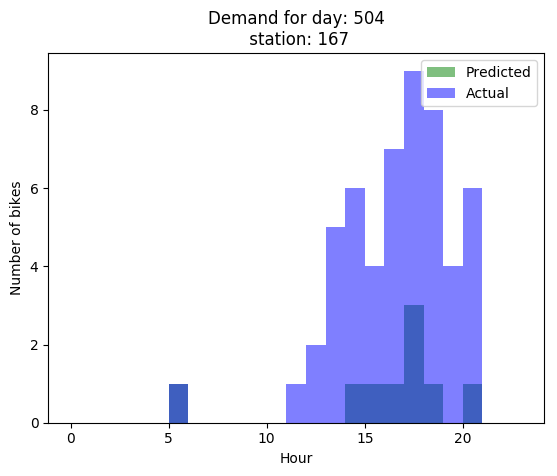 Demand for day: 504
station: 167
Predicted
Actual
Number of bikes
8
6
4
2
0
0 5 10 15 20
Hour